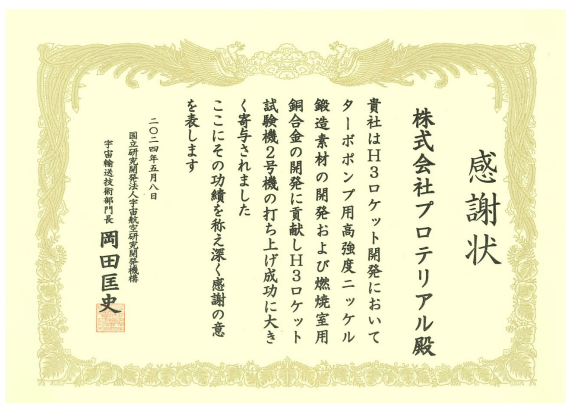 感謝状
株式会社プロテリアル殿
貴社はH3ロケット開発において
ターボポンプ用高強度ニッケル
鍛造素材の開発および燃焼室用
銅合金の開発に貢献しH3ロケット
試験機2号機の打ち上げ成功に大き
く寄与されました
ここにその功績を称え深く感謝の意
を表します
二〇二四年五月八日
国立研究開発法人宇宙航空研究開発機構
宇宙輸送技術部門長 岡田匡史